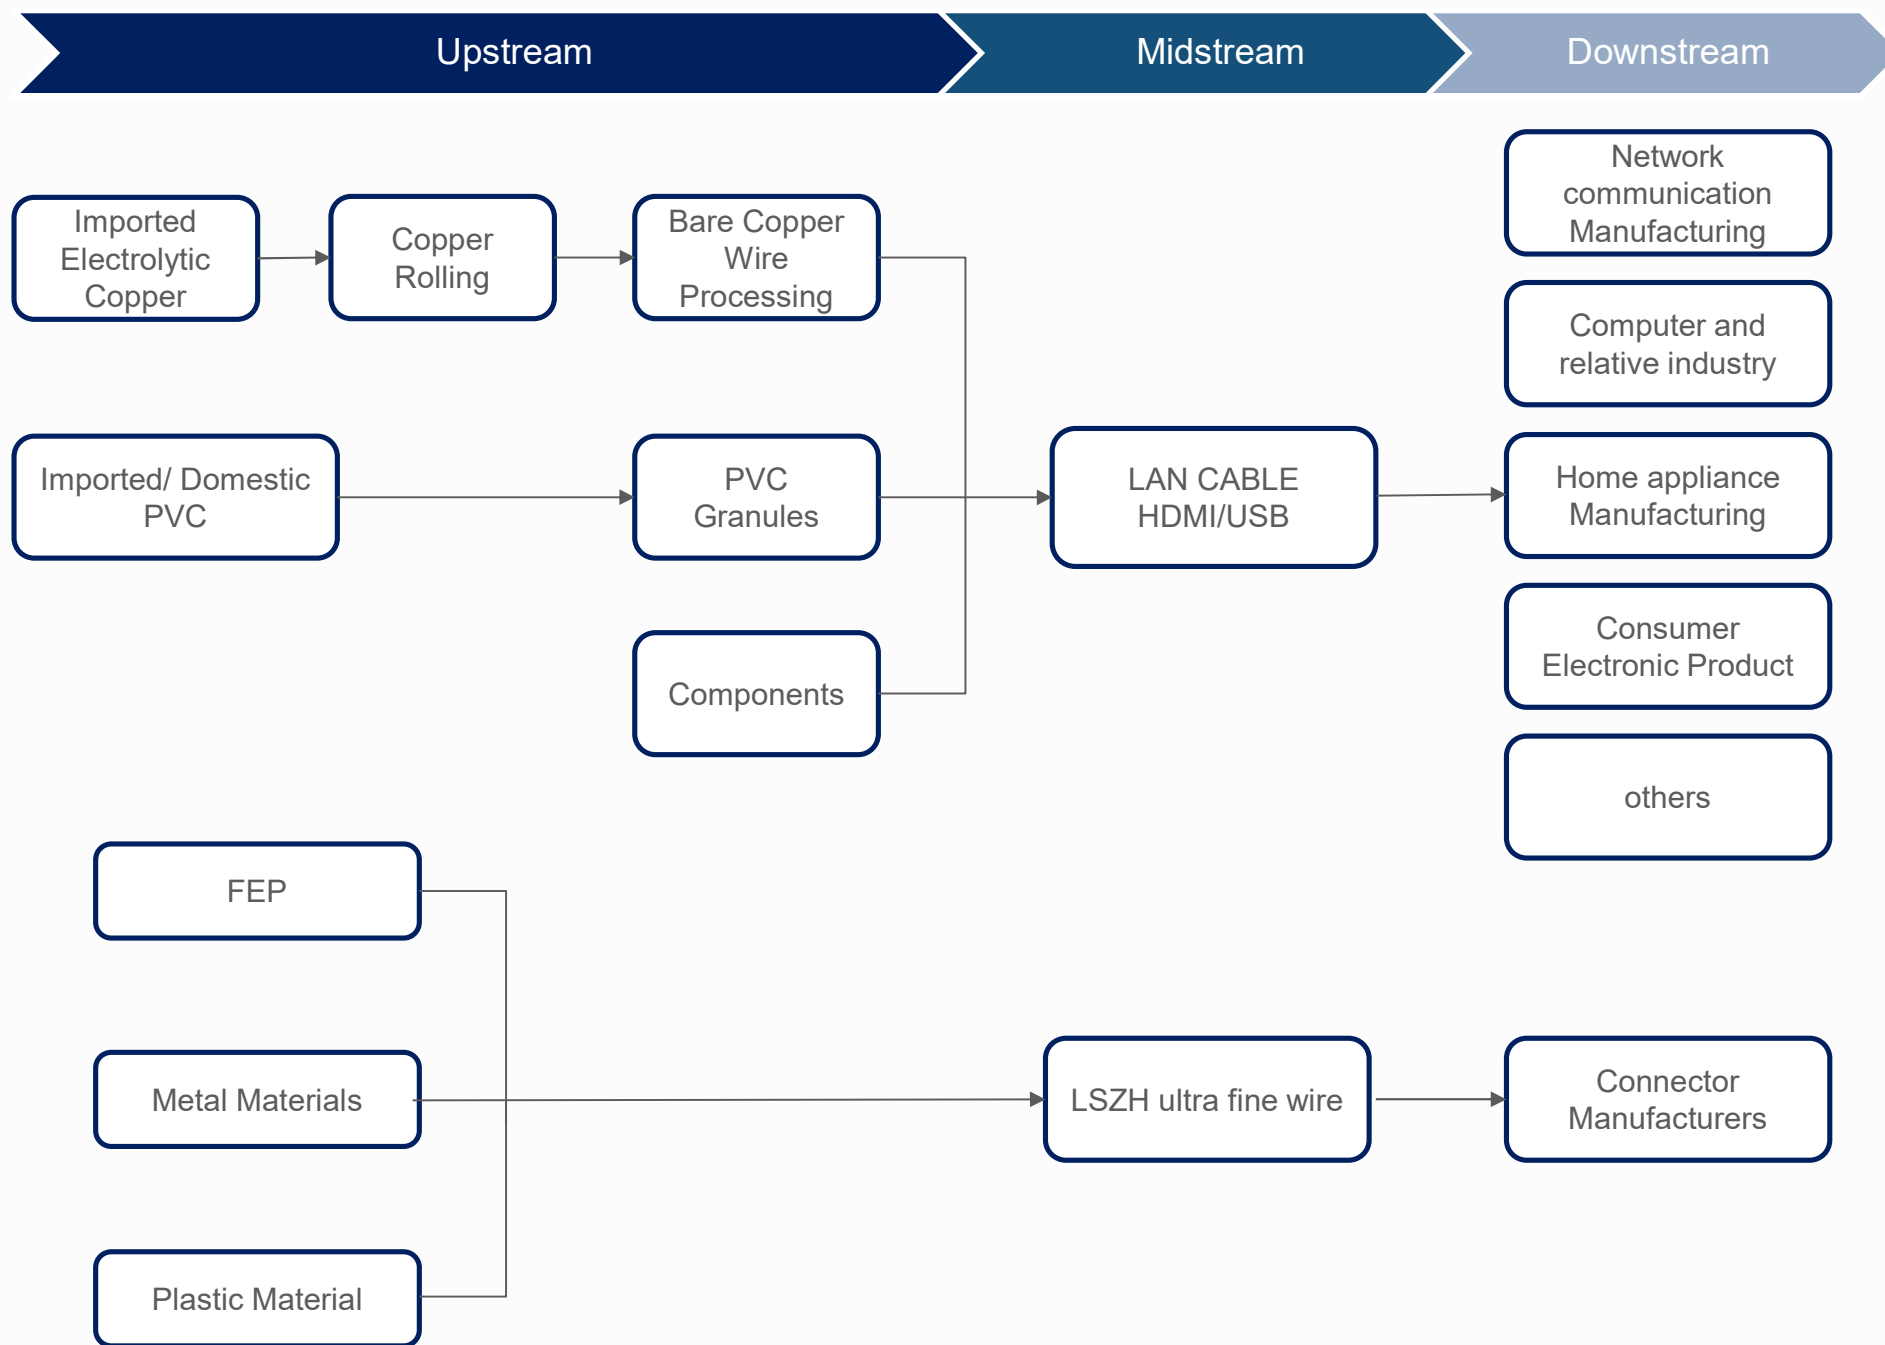 Upstream
Midstream
Downstream
Imported
Electrolytic
Copper
Copper
Rolling
Bare Copper
Wire
Processing
Network
communication
Manufacturing
Computer and
relative industry
Imported/ Domestic
PVC
PVC
Granules
LAN CABLE
HDMI/USB
Home appliance
Manufacturing
Components
Consumer
Electronic Product
others
FEP
Metal Materials
LSZH ultra fine wire
Connector
Manufacturers
Plastic Material